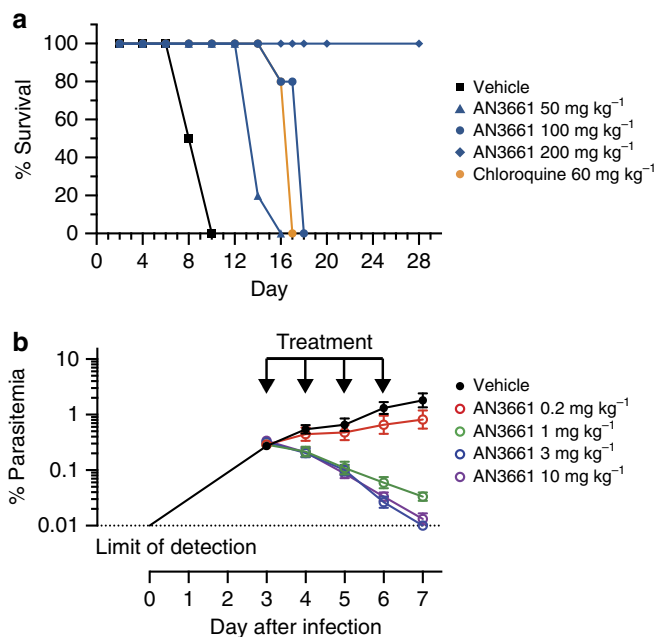 a
100
80
60
40
20
0
% Survival
0 4 8 12 16 20 24 28
Day
Vehicle
AN3661 50 mg kg⁻¹
AN3661 100 mg kg⁻¹
AN3661 200 mg kg⁻¹
Chloroquine 60 mg kg⁻¹
b
Treatment
10
1
0.1
0.01
% Parasitemia
Limit of detection
0 1 2 3 4 5 6 7
Day after infection
Vehicle
AN3661 0.2 mg kg⁻¹
AN3661 1 mg kg⁻¹
AN3661 3 mg kg⁻¹
AN3661 10 mg kg⁻¹